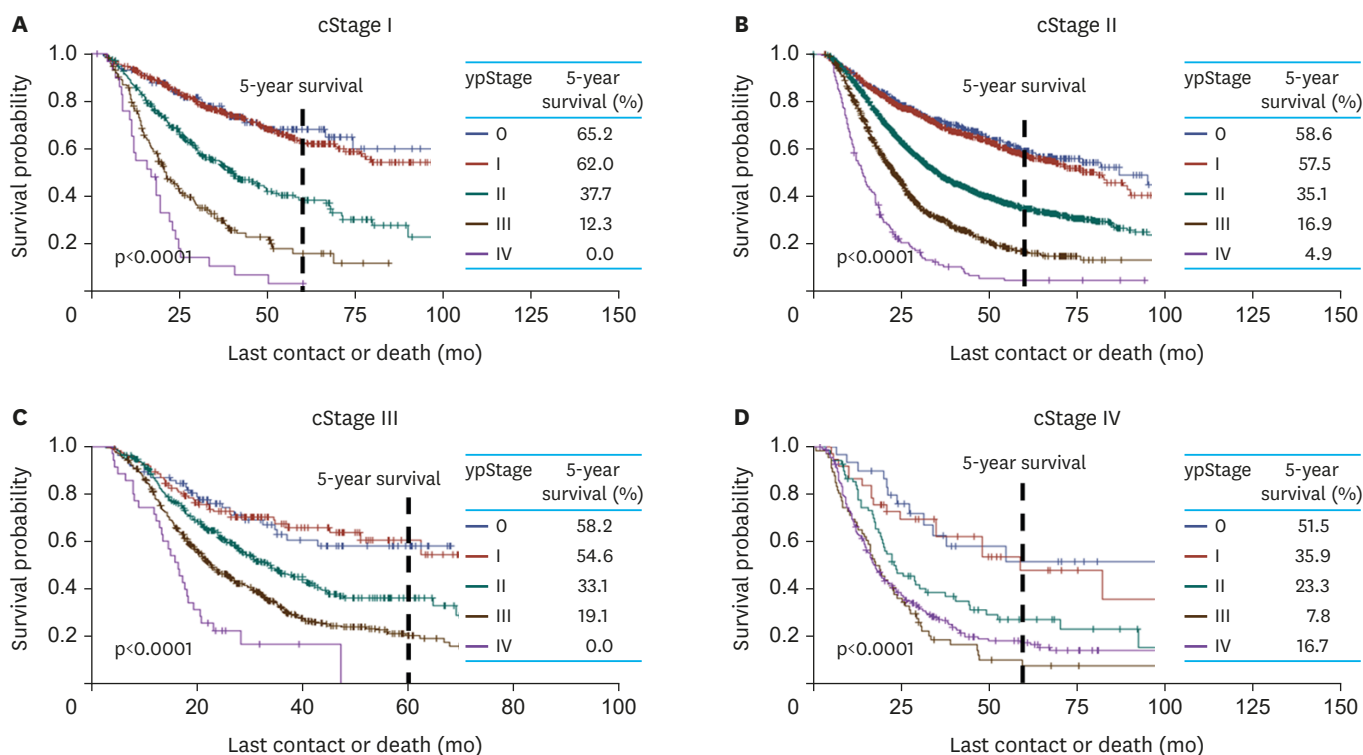 A
cStage I
1.0
0.8
0.6
0.4
0.2
0
25
50
75
100
125
150
Survival probability
Last contact or death (mo)
5-year survival
p<0.0001
ypStage 5-year
survival (%)
0 65.2
I 62.0
II 37.7
III 12.3
IV 0.0
B
cStage II
1.0
0.8
0.6
0.4
0.2
0
25
50
75
100
125
150
Survival probability
Last contact or death (mo)
5-year survival
p<0.0001
ypStage 5-year
survival (%)
0 58.6
I 57.5
II 35.1
III 16.9
IV 4.9
C
cStage III
1.0
0.8
0.6
0.4
0.2
0
20
40
60
80
100
Survival probability
Last contact or death (mo)
5-year survival
p<0.0001
ypStage 5-year
survival (%)
0 58.2
I 54.6
II 33.1
III 19.1
IV 0.0
D
cStage IV
1.0
0.8
0.6
0.4
0.2
0
25
50
75
100
125
150
Survival probability
Last contact or death (mo)
5-year survival
p<0.0001
ypStage 5-year
survival (%)
0 51.5
I 35.9
II 23.3
III 7.8
IV 16.7